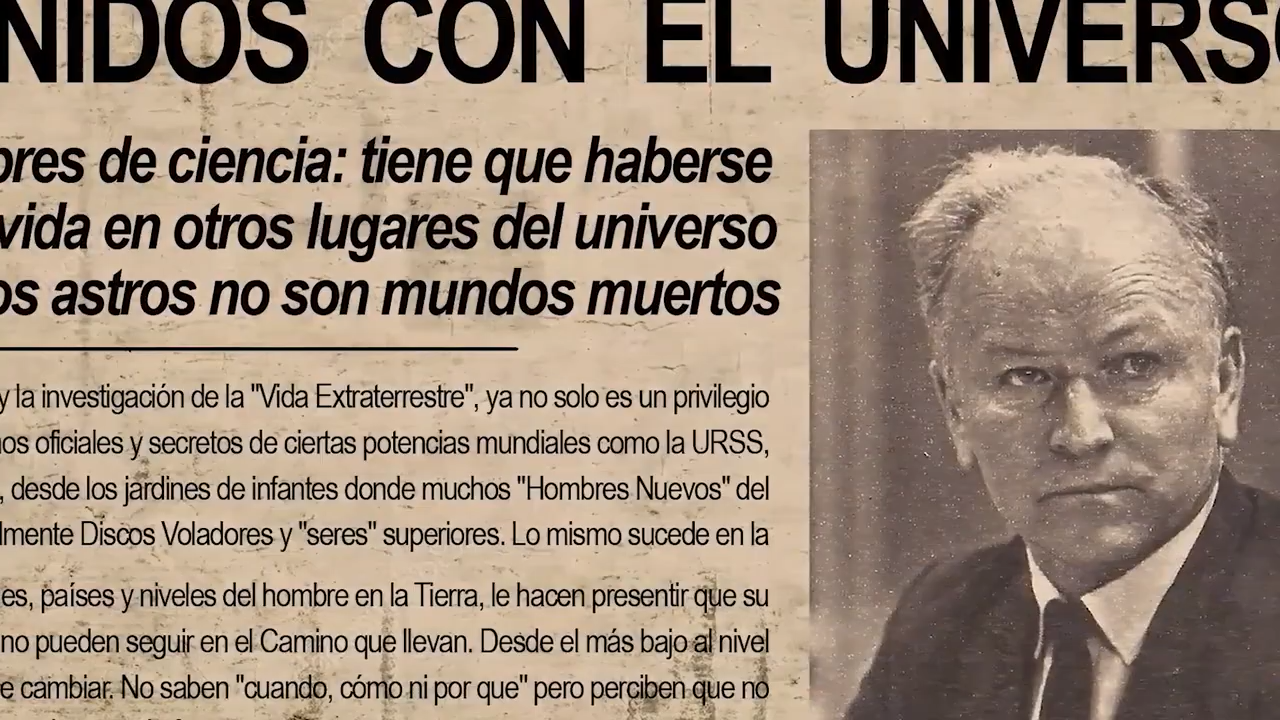 NIDOS CON EL UNIVERSO
bres de ciencia: tiene que haberse
vida en otros lugares del universo
os astros no son mundos muertos
y la investigación de la "Vida Extraterrestre", ya no solo es un privilegio
nos oficiales y secretos de ciertas potencias mundiales como la URSS,
, desde los jardines de infantes donde muchos "Hombres Nuevos" del
lmente Discos Voladores y "seres" superiores. Lo mismo sucede en la
es, países y niveles del hombre en la Tierra, le hacen presentir que su
no pueden seguir en el Camino que llevan. Desde el más bajo al nivel
e cambiar. No saben "cuando, cómo ni por que" pero perciben que no